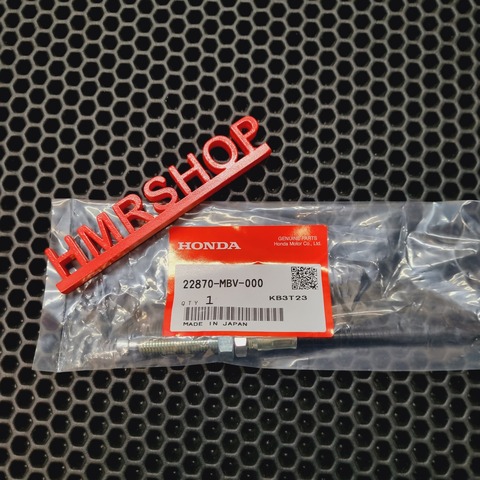 HMRSHOP
HONDA
GENUINE PARTS
Honda Motor Co., Ltd.
22870-MBV-000
QTY 1
KB3T23
MADE IN JAPAN